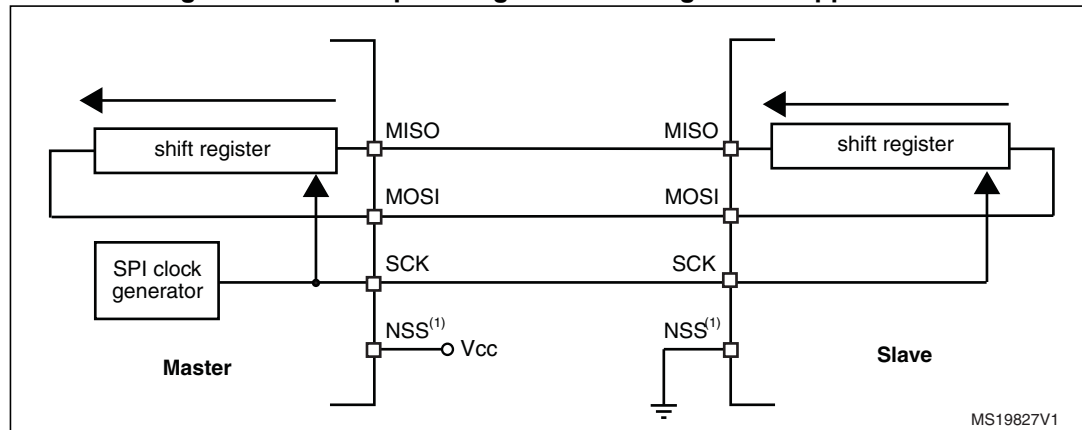 MISO
MISO
shift register
shift register
MOSI
MOSI
SPI clock
generator
SCK
SCK
NSS(1)
Vcc
NSS(1)
Master
Slave
MS19827V1